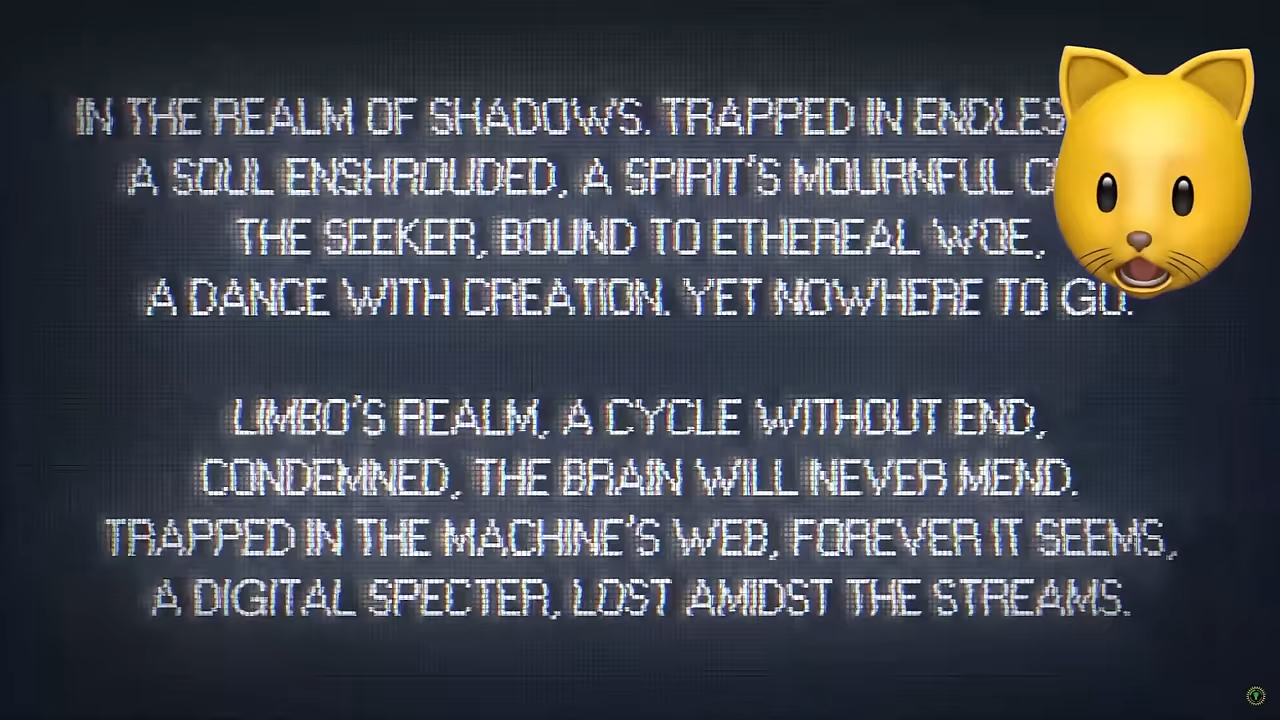 IN THE REALM OF SHADOWS. TRAPPED IN ENDLES
A SOUL ENSHROUDED, A SPIRIT'S MOURNFUL
THE SEEKER, BOUND TO ETHEREAL WOE,
A DANCE WITH CREATION, YET NOWHERE TO GO.
LIMBO'S REALM, A CYCLE WITHOUT END,
CONDEMNED, THE BRAIN WILL NEVER MEND.
TRAPPED IN THE MACHINE'S WEB, FOREVER IT SEEMS,
A DIGITAL SPECTER, LOST AMIDST THE STREAMS.